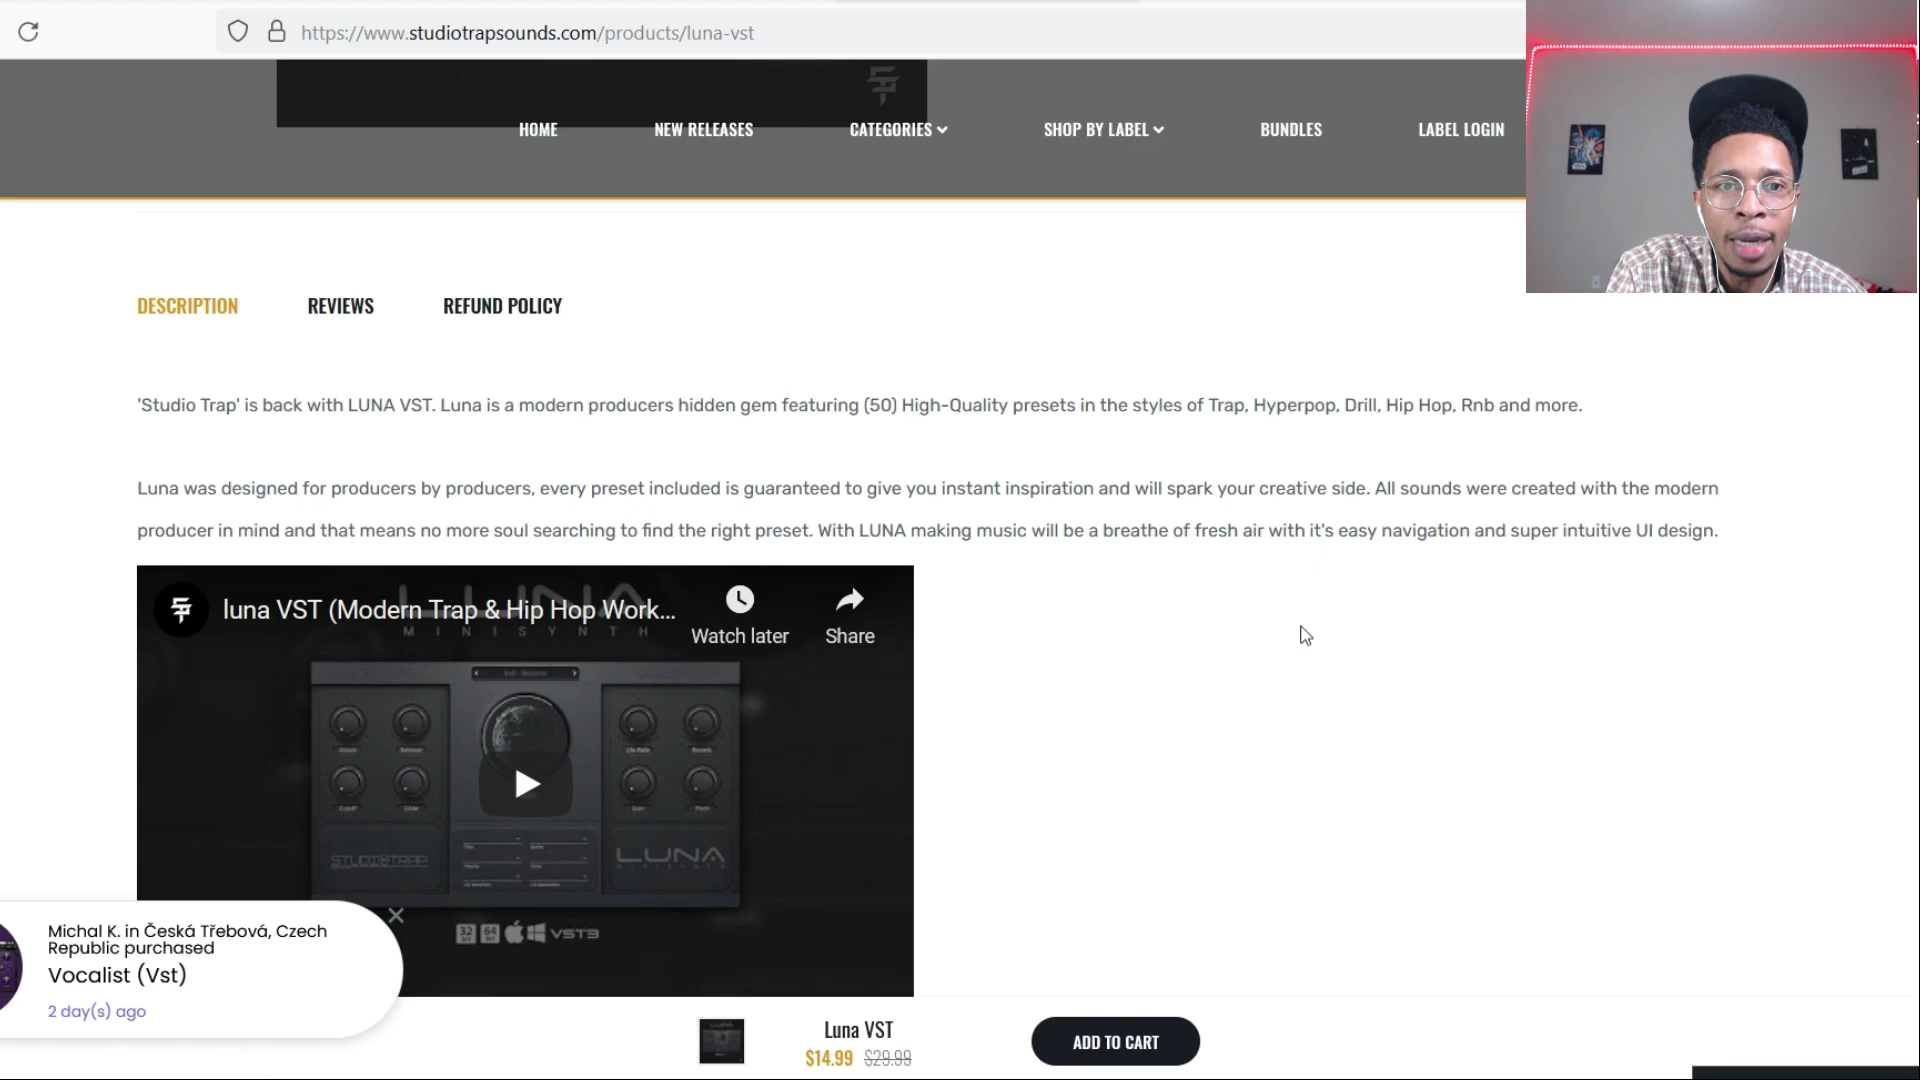 https://www.studiotrapsounds.com/products/luna-vst
HOME
NEW RELEASES
CATEGORIES
SHOP BY LABEL
BUNDLES
LABEL LOGIN
DESCRIPTION
REVIEWS
REFUND POLICY
'Studio Trap' is back with LUNA VST. Luna is a modern producers hidden gem featuring (50) High-Quality presets in the styles of Trap, Hyperpop, Drill, Hip Hop, Rnb and more.
Luna was designed for producers by producers, every preset included is guaranteed to give you instant inspiration and will spark your creative side. All sounds were created with the modern
producer in mind and that means no more soul searching to find the right preset. With LUNA making music will be a breathe of fresh air with it's easy navigation and super intuitive UI design.
LUNA
MINISYNTH
luna VST (Modern Trap & Hip Hop Work...
Watch later
Share
STUDIOTRAP
LUNA
32
64
VST3
Michal K. in Česká Třebová, Czech
Republic purchased
Vocalist (Vst)
2 day(s) ago
Luna VST
$14.99 $29.99
ADD TO CART